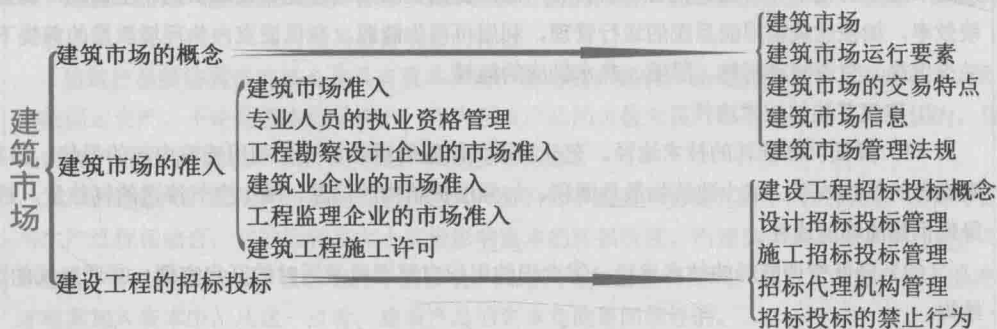 建筑市场
建筑市场的概念
建筑市场
建筑市场运行要素
建筑市场的交易特点
建筑市场信息
建筑市场管理法规
建筑市场的准入
建筑市场准入
专业人员的执业资格管理
工程勘察设计企业的市场准入
建筑业企业的市场准入
工程监理企业的市场准入
建筑工程施工许可
建设工程的招标投标
建设工程招标投标概念
设计招标投标管理
施工招标投标管理
招标代理机构管理
招标投标的禁止行为